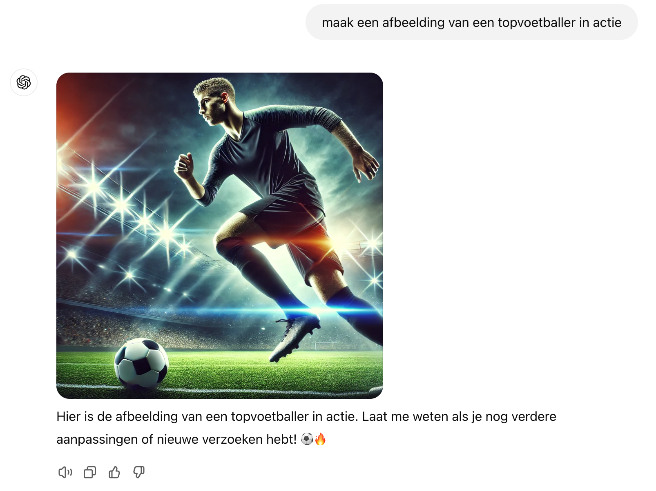 maak een afbeelding van een topvoetballer in actie
Hier is de afbeelding van een topvoetballer in actie. Laat me weten als je nog verdere
aanpassingen of nieuwe verzoeken hebt! ⚽🔥